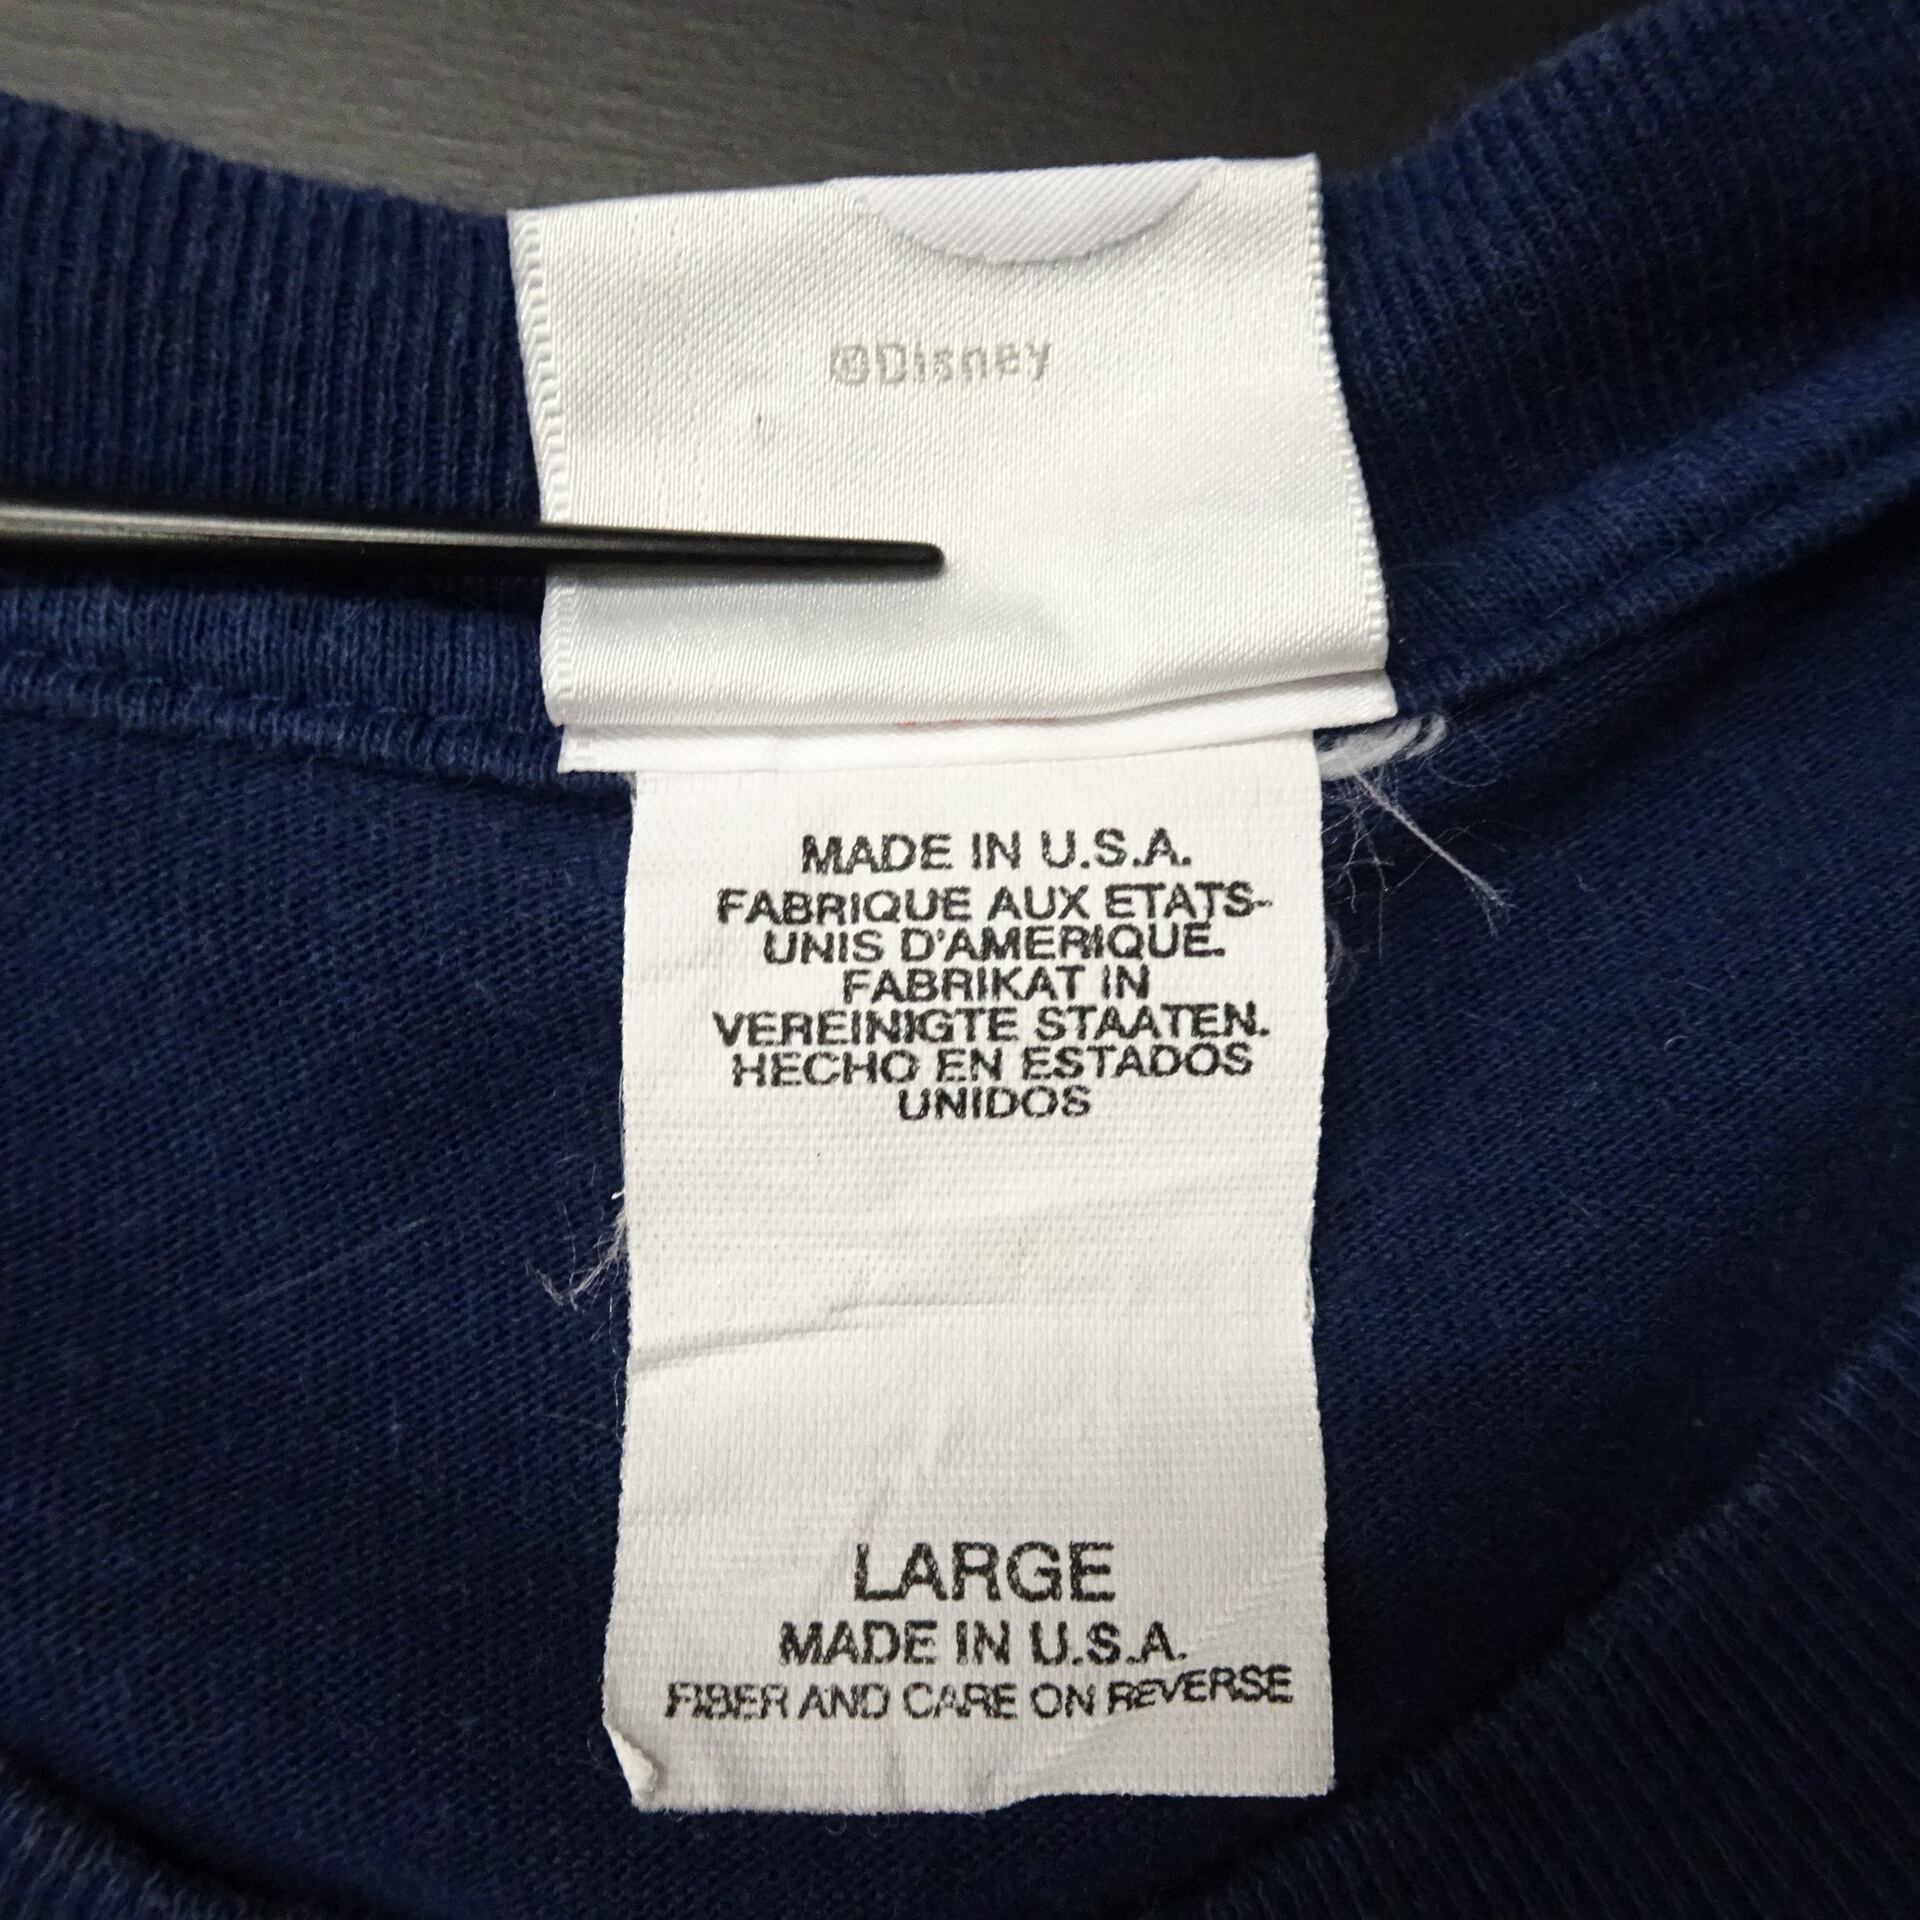 ©Disney
MADE IN U.S.A.
FABRIQUE AUX ETATS-
UNIS D'AMERIQUE.
FABRIKAT IN
VEREINIGTE STAATEN.
HECHO EN ESTADOS
UNIDOS
LARGE
MADE IN U.S.A.
FIBER AND CARE ON REVERSE